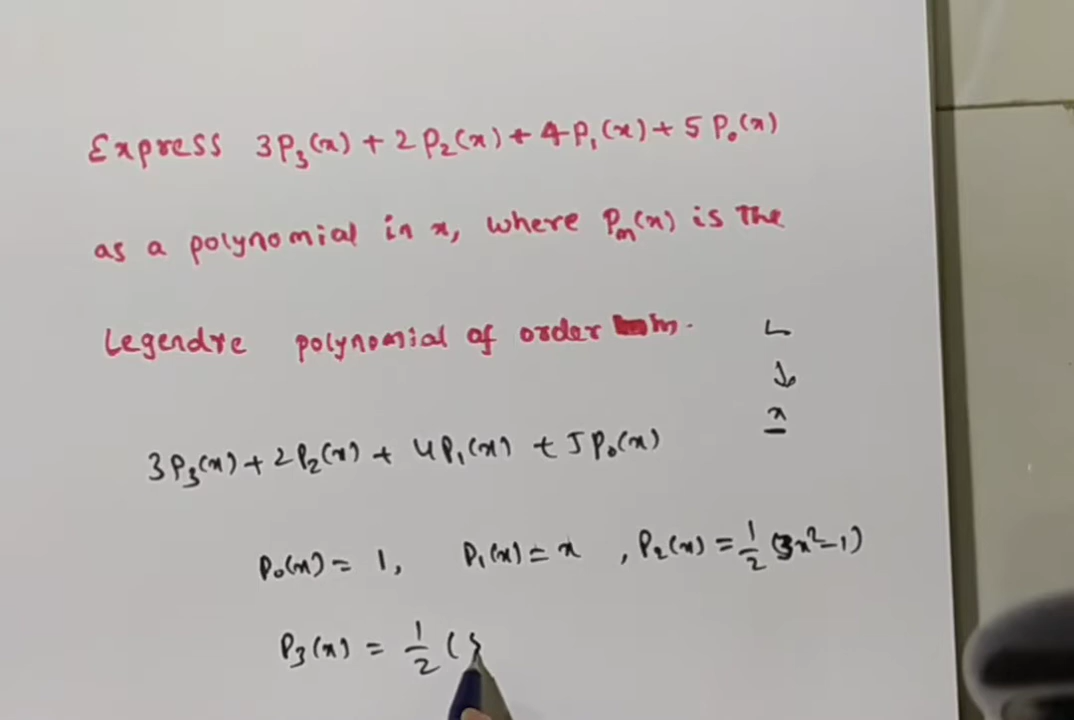 Express 3P₃(x) + 2P₂(x) + 4P₁(x) + 5P₀(x)
as a polynomial in x, where Pₘ(x) is the
Legendre polynomial of order m.
L
↓
x
3P₃(x) + 2P₂(x) + 4P₁(x) + 5P₀(x)
P₀(x) = 1, P₁(x) = x , P₂(x) = 1/2 (3x²-1)
P₃(x) = 1/2 (5